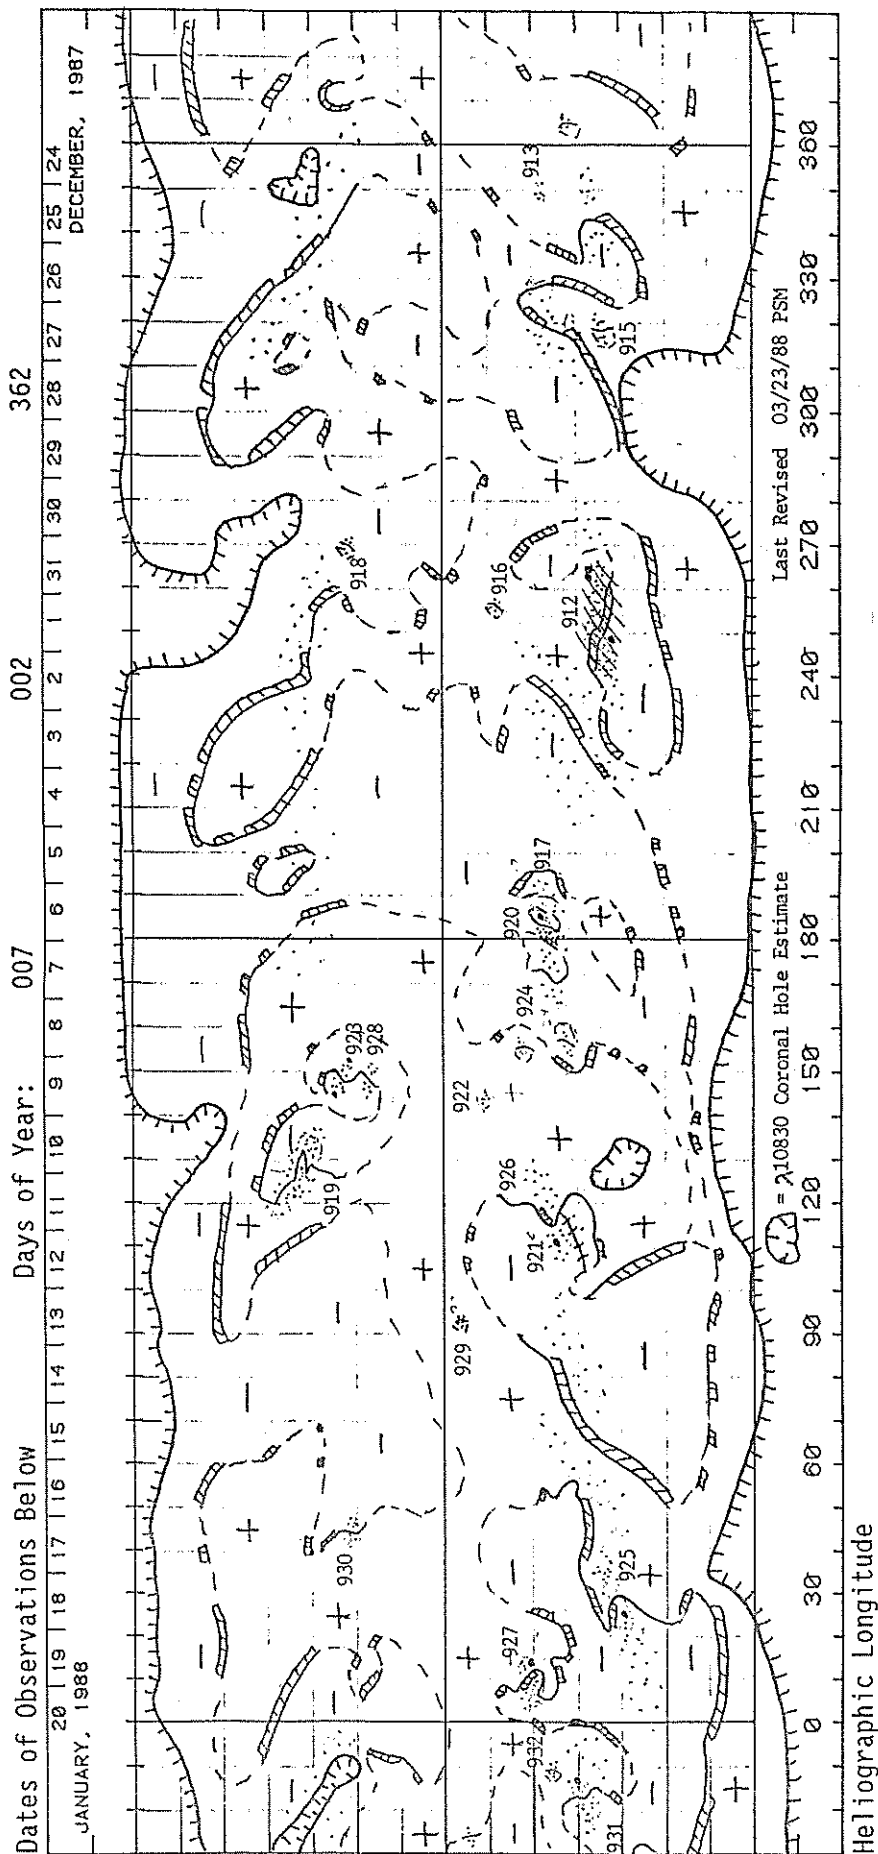 Dates of Observations Below Days of Year: 007 002 362
20 | 19 | 18 | 17 | 16 | 15 | 14 | 13 | 12 | 11 | 10 | 9 | 8 | 7 | 6 | 5 | 4 | 3 | 2 | 1 | 31 | 30 | 29 | 28 | 27 | 26 | 25 | 24
JANUARY, 1988 DECEMBER, 1987
919
923
928
918
930
929
922
916
913
932
927
926
921
924
920
917
912
915
931
925
= λ10830 Coronal Hole Estimate
Last Revised 03/23/88 PSM
0 30 60 90 120 150 180 210 240 270 300 330 360
Heliographic Longitude